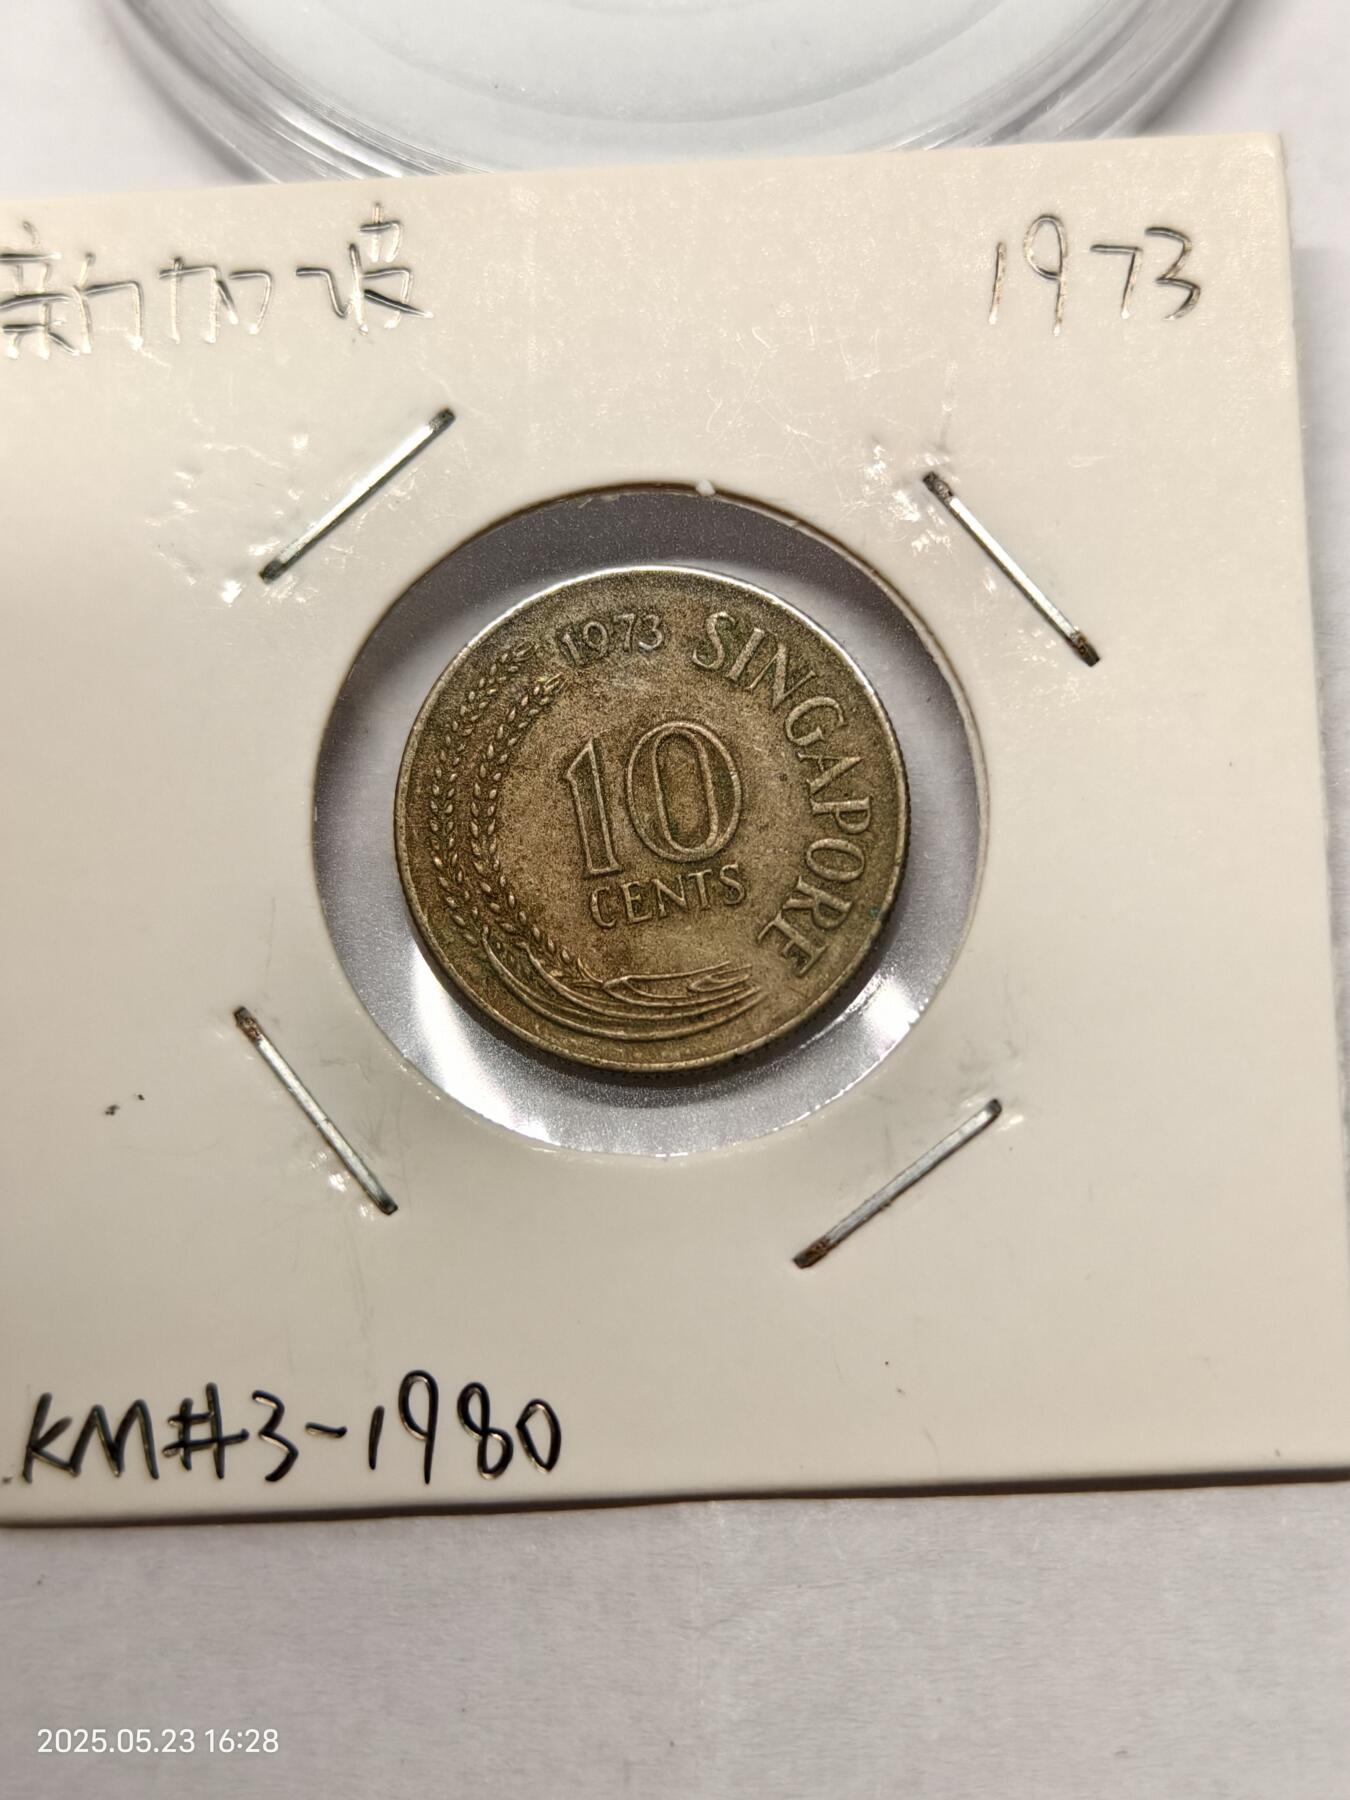 新加坡
1973
1973 SINGAPORE
10
CENTS
KM#3-1980
2025.05.23 16:28